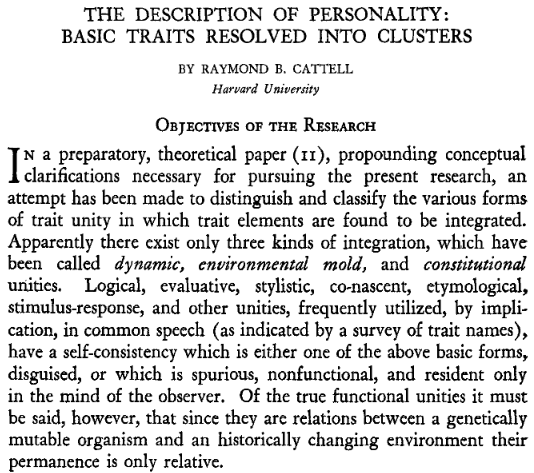 THE DESCRIPTION OF PERSONALITY:
BASIC TRAITS RESOLVED INTO CLUSTERS
BY RAYMOND B. CATTELL
Harvard University
OBJECTIVES OF THE RESEARCH
IN a preparatory, theoretical paper (11), propounding conceptual
clarifications necessary for pursuing the present research, an
attempt has been made to distinguish and classify the various forms
of trait unity in which trait elements are found to be integrated.
Apparently there exist only three kinds of integration, which have
been called dynamic, environmental mold, and constitutional
unities. Logical, evaluative, stylistic, co-nascent, etymological,
stimulus-response, and other unities, frequently utilized, by impli-
cation, in common speech (as indicated by a survey of trait names),
have a self-consistency which is either one of the above basic forms,
disguised, or which is spurious, nonfunctional, and resident only
in the mind of the observer. Of the true functional unities it must
be said, however, that since they are relations between a genetically
mutable organism and an historically changing environment their
permanence is only relative.